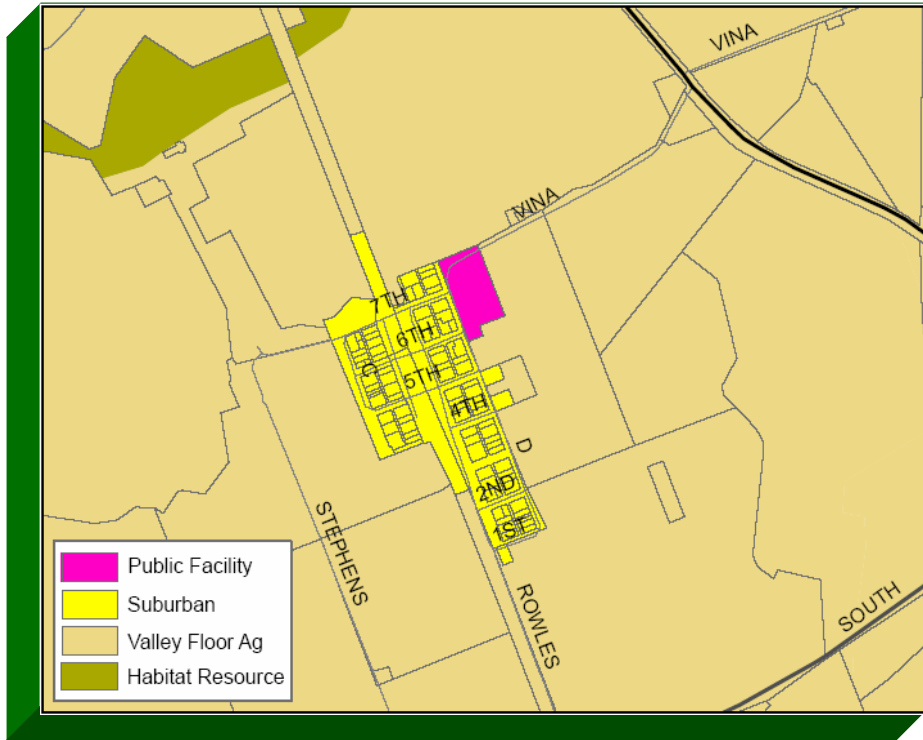 VINA
VINA
7TH
6TH
C
5TH
4TH
D
2ND
1ST
STEPHENS
ROWLES
SOUTH
Public Facility
Suburban
Valley Floor Ag
Habitat Resource